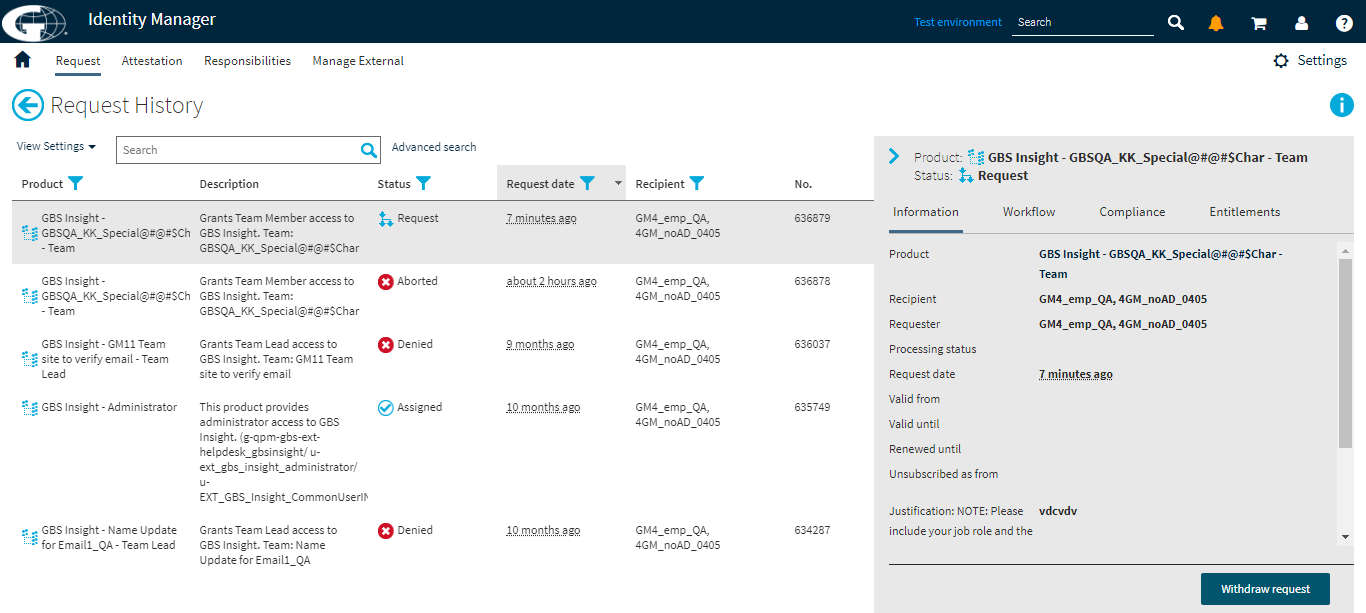 Identity Manager
Test environment
Search
Request
Attestation
Responsibilities
Manage External
Settings
Request History
View Settings
Search
Advanced search
Product
Description
Status
Request date
Recipient
No.
GBS Insight -
GBSQA_KK_Special@#@#$Ch
- Team
Grants Team Member access to
GBS Insight. Team:
GBSQA_KK_Special@#@#$Char
Request
7 minutes ago
GM4_emp_QA,
4GM_noAD_0405
636879
GBS Insight -
GBSQA_KK_Special@#@#$Ch
- Team
Grants Team Member access to
GBS Insight. Team:
GBSQA_KK_Special@#@#$Char
Aborted
about 2 hours ago
GM4_emp_QA,
4GM_noAD_0405
636878
GBS Insight - GM11 Team
site to verify email - Team
Lead
Grants Team Lead access to
GBS Insight. Team: GM11 Team
site to verify email
Denied
9 months ago
GM4_emp_QA,
4GM_noAD_0405
636037
GBS Insight - Administrator
This product provides
administrator access to GBS
Insight. (g-qpm-gbs-ext-
helpdesk_gbsinsight/ u-
ext_gbs_insight_administrator/
u-
EXT_GBS_Insight_CommonUserIN
Assigned
10 months ago
GM4_emp_QA,
4GM_noAD_0405
635749
GBS Insight - Name Update
for Email1_QA - Team Lead
Grants Team Lead access to
GBS Insight. Team: Name
Update for Email1_QA
Denied
10 months ago
GM4_emp_QA,
4GM_noAD_0405
634287
Product: GBS Insight - GBSQA_KK_Special@#@#$Char - Team
Status: Request
Information
Workflow
Compliance
Entitlements
Product
GBS Insight - GBSQA_KK_Special@#@#$Char -
Team
Recipient
GM4_emp_QA, 4GM_noAD_0405
Requester
GM4_emp_QA, 4GM_noAD_0405
Processing status
Request date
7 minutes ago
Valid from
Valid until
Renewed until
Unsubscribed as from
Justification: NOTE: Please
include your job role and the
vdcvdv
Withdraw request